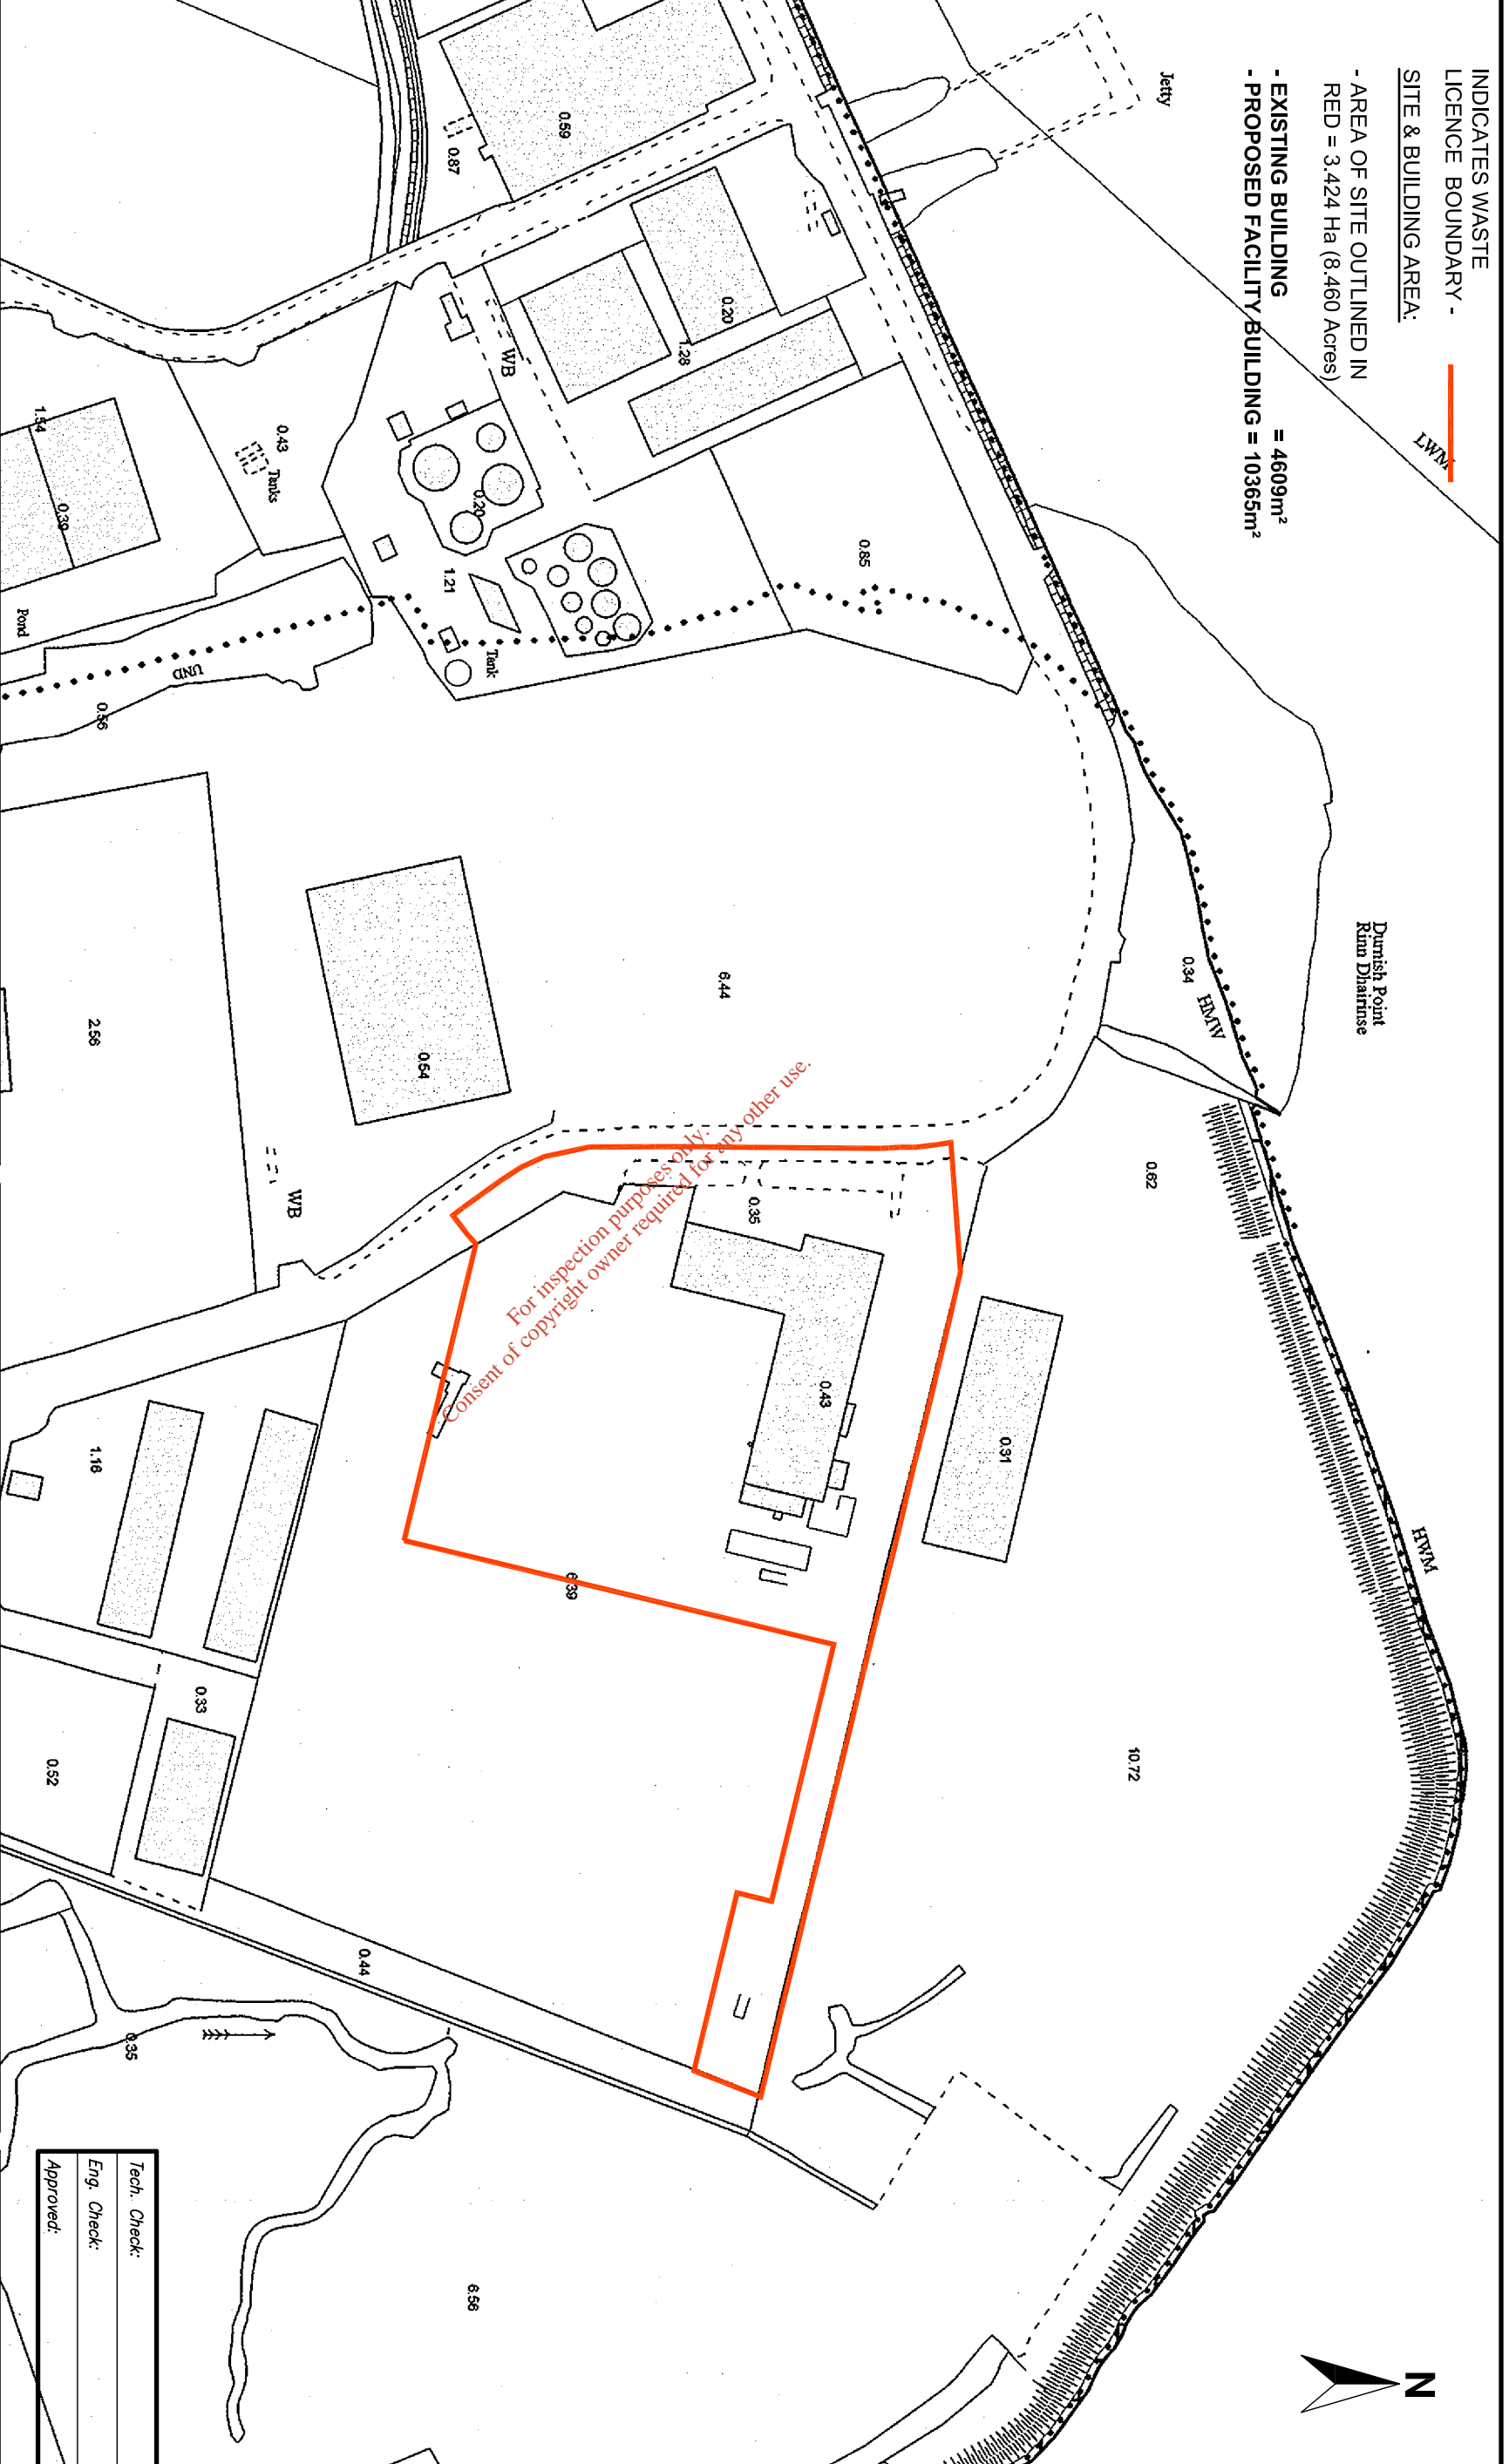 INDICATES WASTE
LICENCE BOUNDARY -
SITE & BUILDING AREA:
- AREA OF SITE OUTLINED IN
RED = 3.424 Ha (8.460 Acres)
- EXISTING BUILDING = 4609m²
- PROPOSED FACILITY BUILDING = 10365m²
Jetty
LWM
Durnish Point
Rinn Dhairinse
HMW
0.34
HWM
N
0.59
0.87
0.20
1.28
WB
0.85
0.43
Tanks
0.20
1.21
Tank
1.54
0.39
Pond
UND
0.56
6.44
0.54
2.56
WB
0.62
0.35
0.43
0.31
6.39
10.72
1.16
0.33
0.52
0.44
0.35
6.56
For inspection purposes only.
Consent of copyright owner required for any other use.
Tech. Check:
Eng. Check:
Approved: